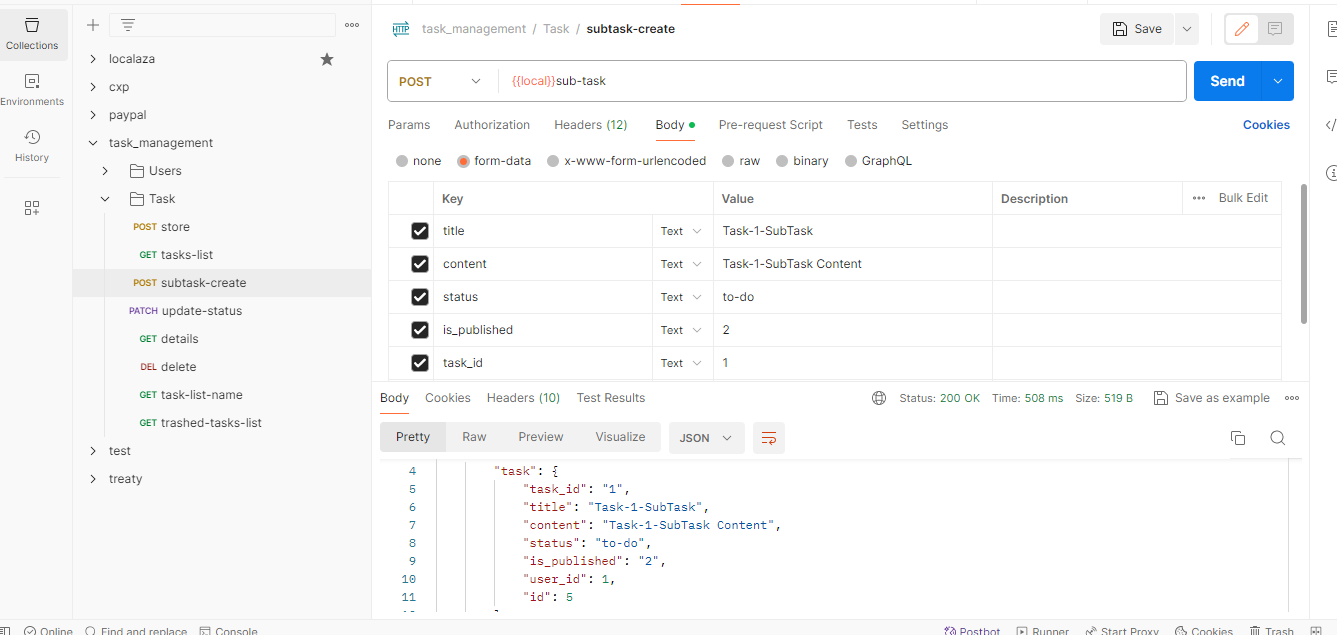 Collections
Environments
History
localaza
cxp
paypal
task_management
Users
Task
POST store
GET tasks-list
POST subtask-create
PATCH update-status
GET details
DEL delete
GET task-list-name
GET trashed-tasks-list
test
treaty
HTTP task_management / Task / subtask-create
Save
POST {{local}}sub-task
Send
Params Authorization Headers (12) Body Pre-request Script Tests Settings Cookies
none form-data x-www-form-urlencoded raw binary GraphQL
Key Value Description Bulk Edit
title Text Task-1-SubTask
content Text Task-1-SubTask Content
status Text to-do
is_published Text 2
task_id Text 1
Body Cookies Headers (10) Test Results Status: 200 OK Time: 508 ms Size: 519 B Save as example
Pretty Raw Preview Visualize JSON
4 "task": {
5 "task_id": "1",
6 "title": "Task-1-SubTask",
7 "content": "Task-1-SubTask Content",
8 "status": "to-do",
9 "is_published": "2",
10 "user_id": 1,
11 "id": 5
Online Find and replace Console Postbot Runner Start Proxy Cookies Trash